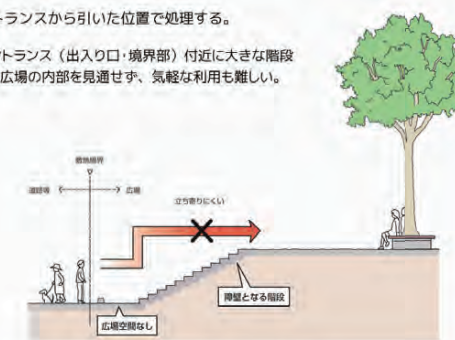 トランスから引いた位置で処理する。
トランス（出入り口・境界部）付近に大きな階段
広場の内部を見通せず、気軽な利用も難しい。
敷地境界
道路等
広場
立ち寄りにくい
障壁となる階段
広場空間なし